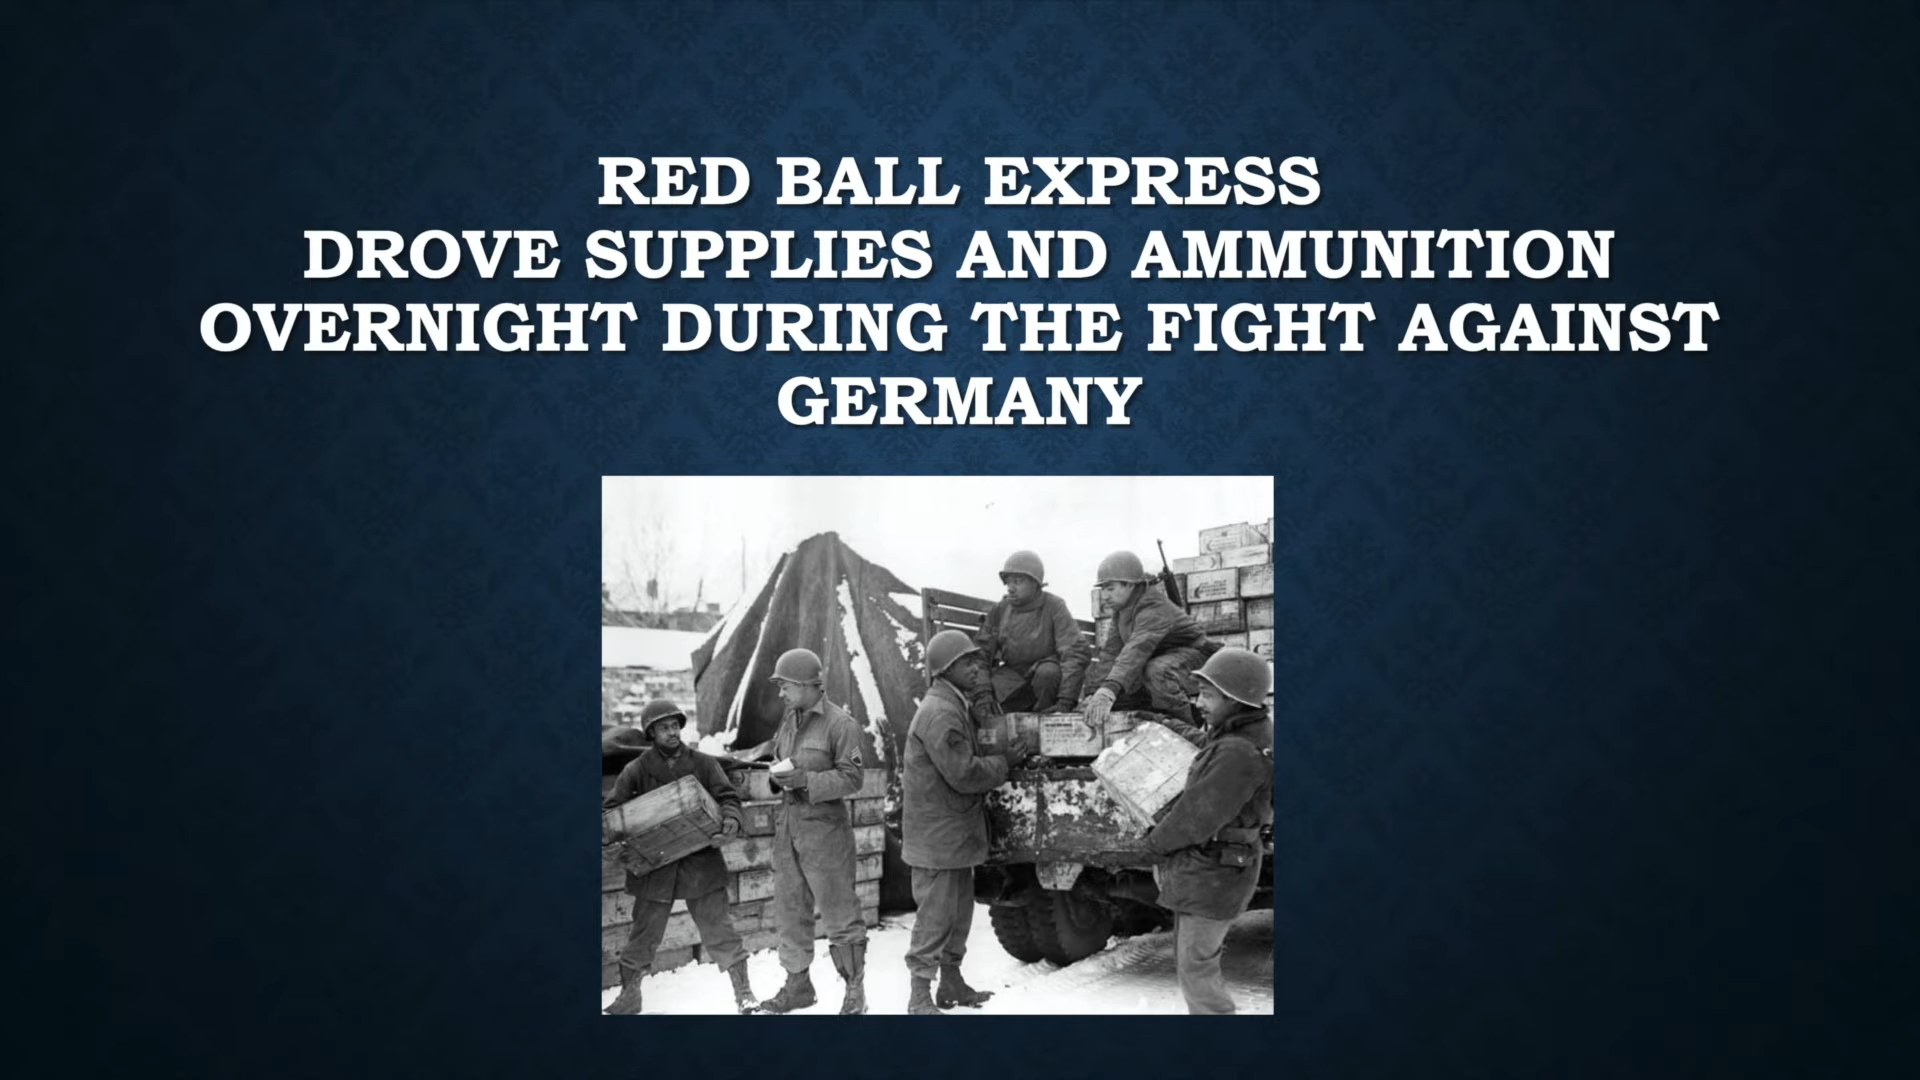 RED BALL EXPRESS
DROVE SUPPLIES AND AMMUNITION
OVERNIGHT DURING THE FIGHT AGAINST
GERMANY